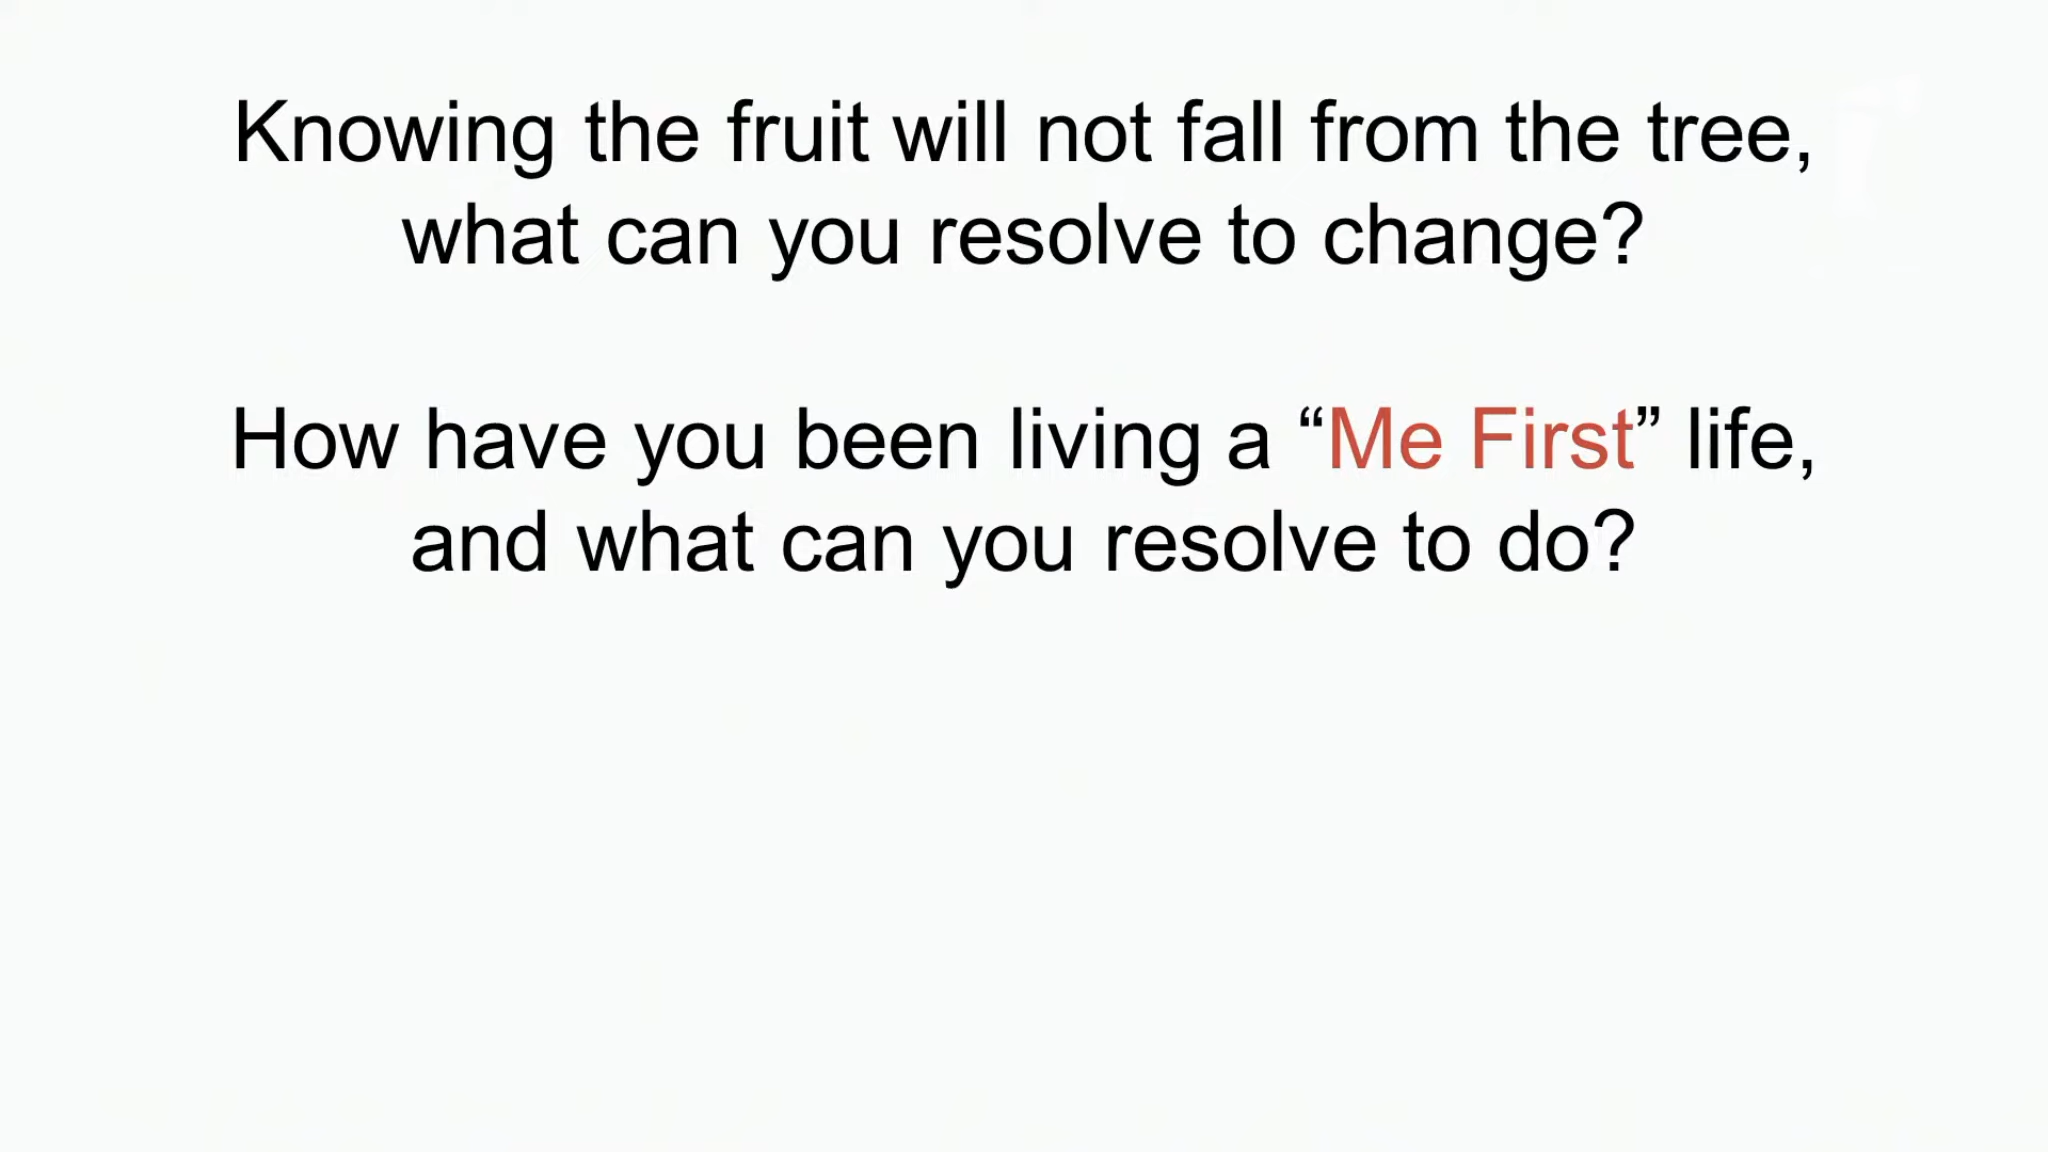 Knowing the fruit will not fall from the tree,
what can you resolve to change?
How have you been living a “Me First” life,
and what can you resolve to do?